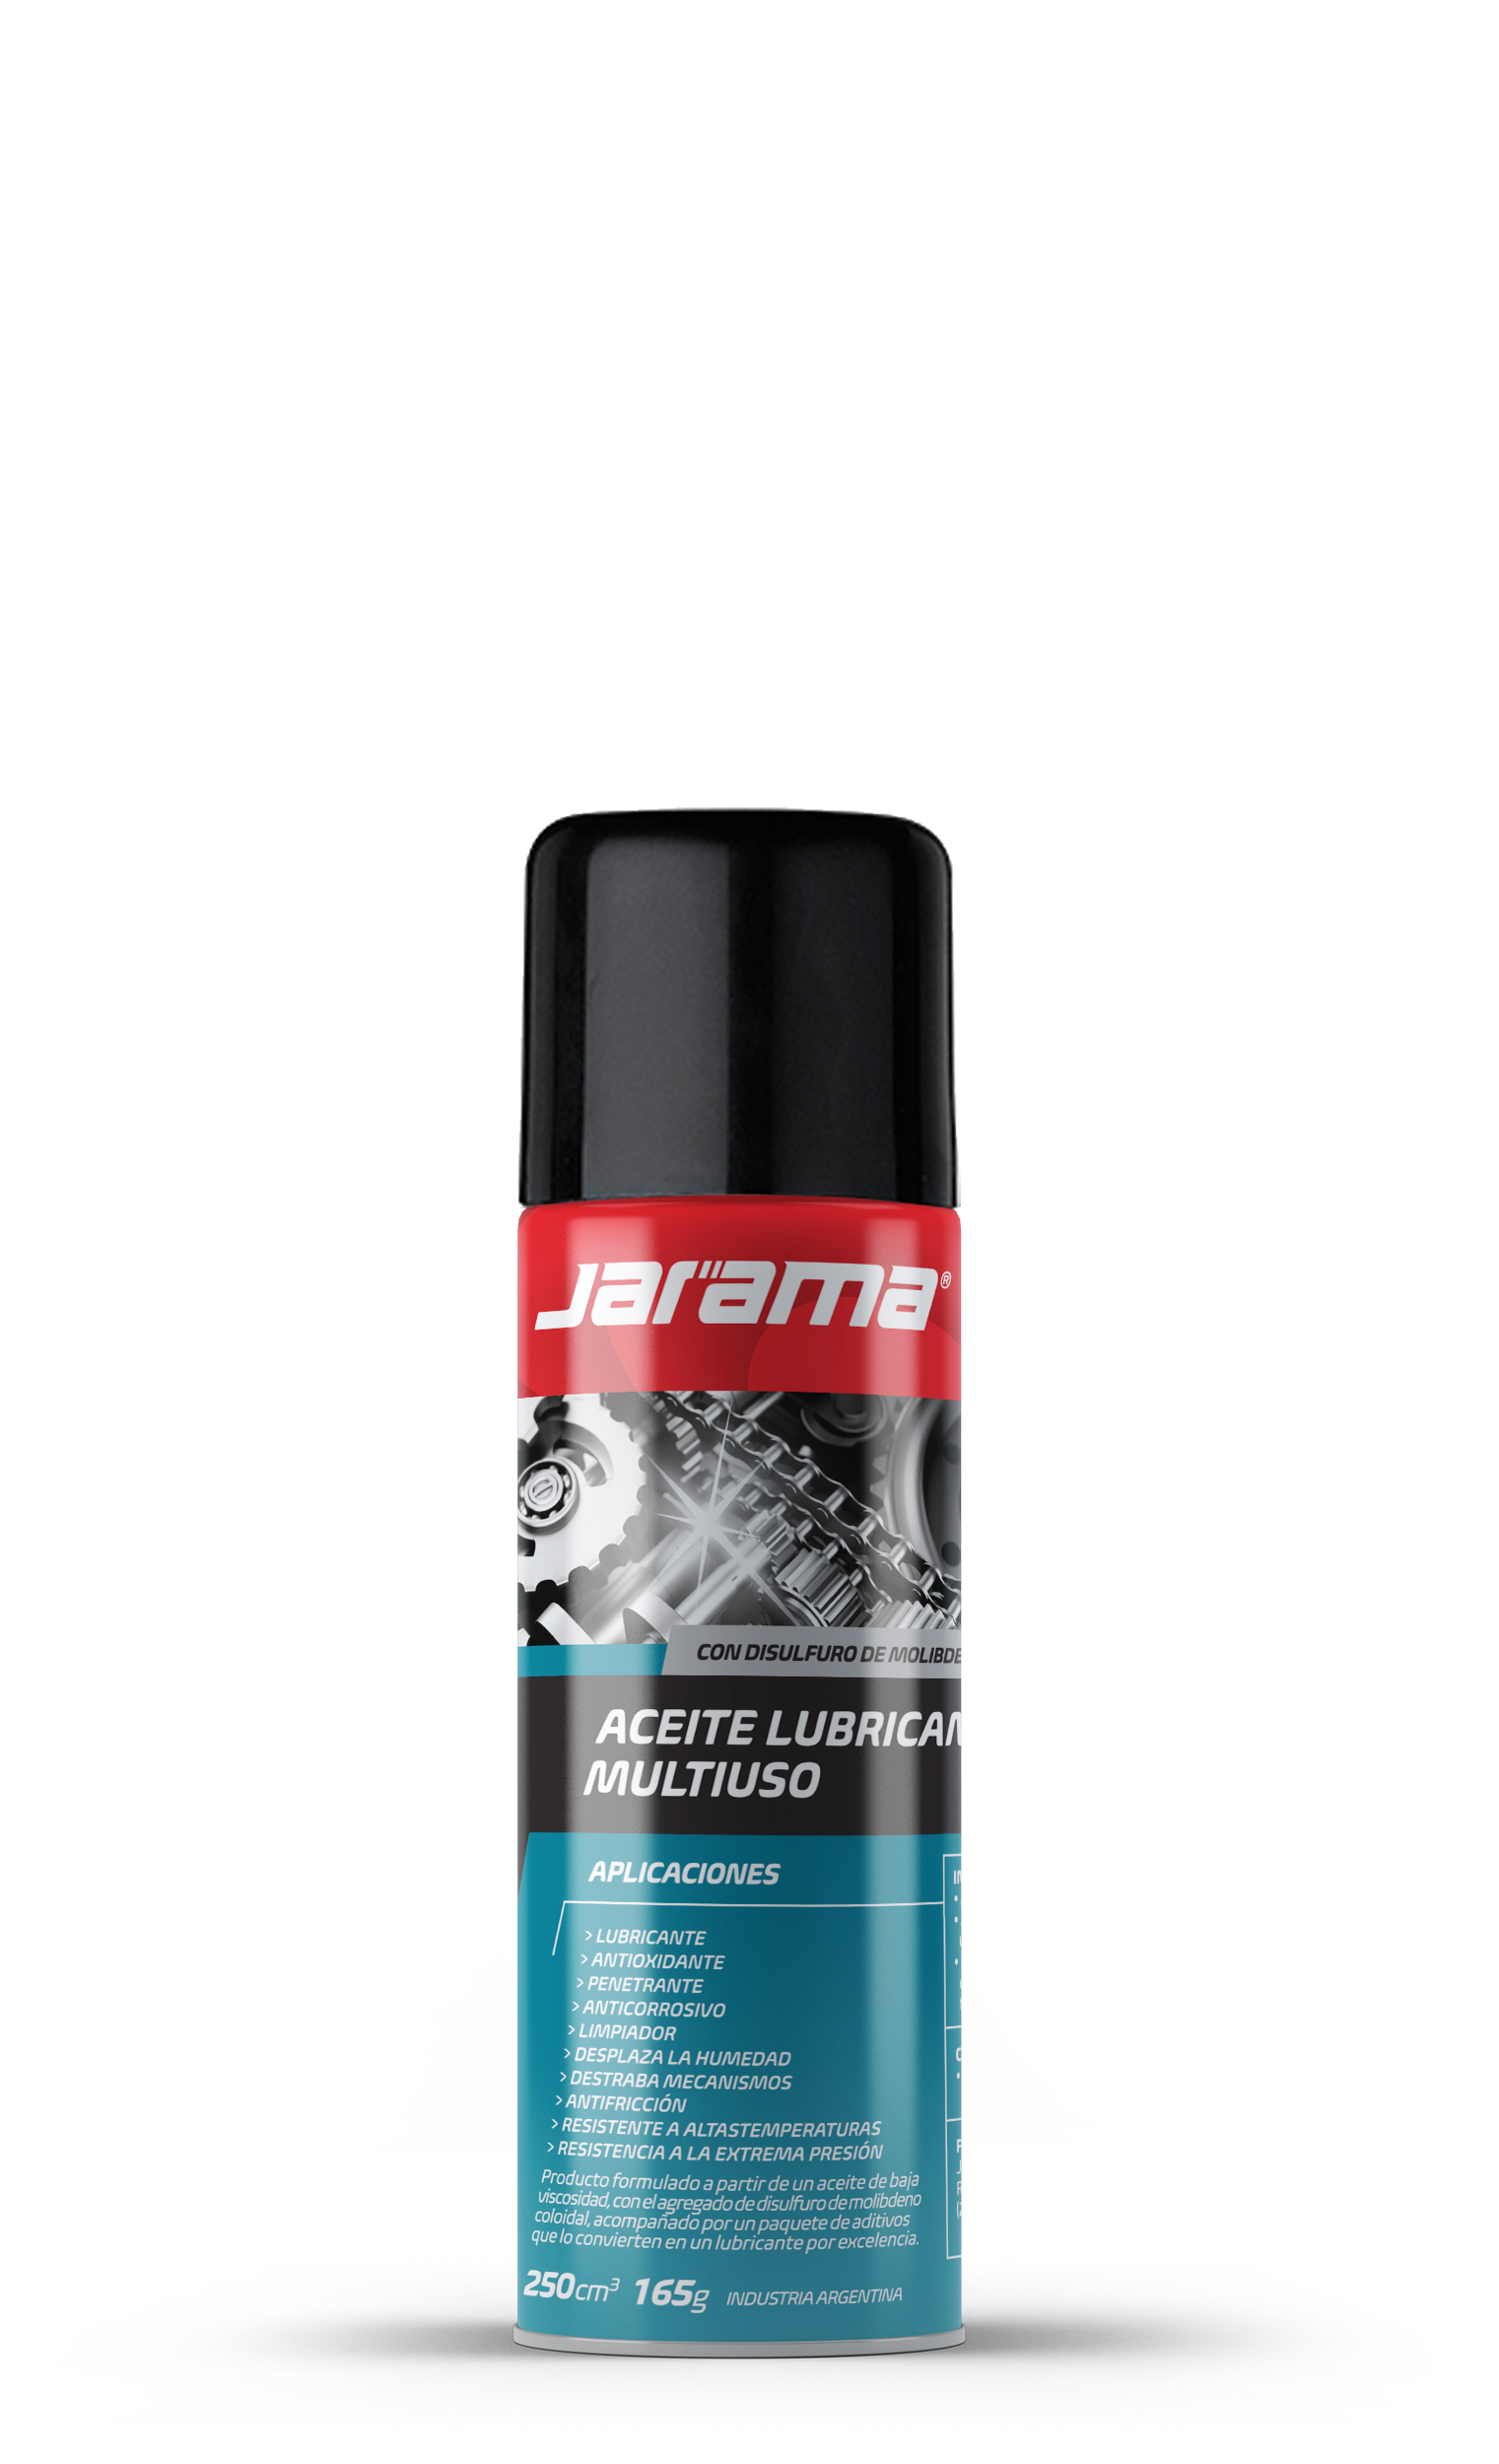 Jarama®
CON DISULFURO DE MOLIBDE
ACEITE LUBRICAN
MULTIUSO
APLICACIONES
> LUBRICANTE
> ANTIOXIDANTE
> PENETRANTE
> ANTICORROSIVO
> LIMPIADOR
> DESPLAZA LA HUMEDAD
> DESTRABA MECANISMOS
> ANTIFRICCIÓN
> RESISTENTE A ALTASTEMPERATURAS
> RESISTENCIA A LA EXTREMA PRESIÓN
Producto formulado a partir de un aceite de baja
viscosidad, con el agregado de disulfuro de molibdeno
coloidal, acompañado por un paquete de aditivos
que lo convierten en un lubricante por excelencia.
250cm³ 165g INDUSTRIA ARGENTINA